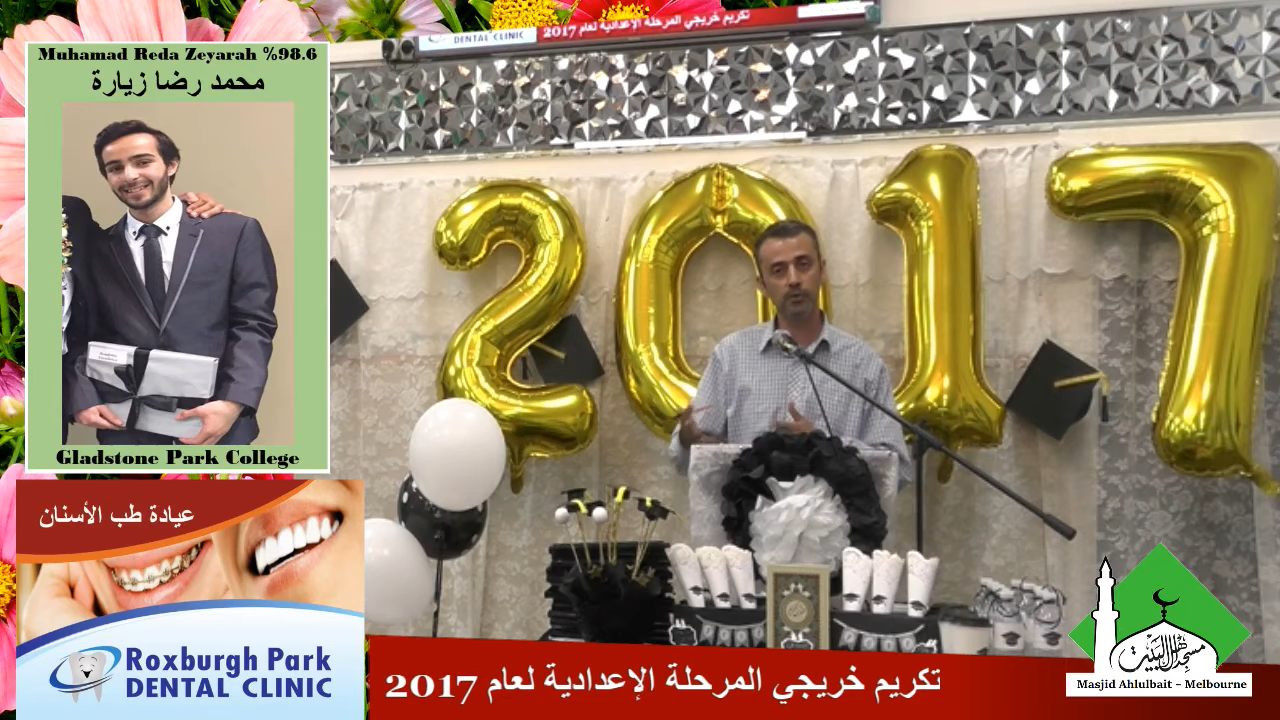 DENTAL CLINIC
تكريم خريجي المرحلة الإعدادية لعام 2017
Muhamad Reda Zeyarah %98.6
محمد رضا زيارة
Gladstone Park College
2017
عيادة طب الأسنان
Roxburgh Park
DENTAL CLINIC
تكريم خريجي المرحلة الإعدادية لعام 2017
مسجد أهل البيت
Masjid Ahlulbait - Melbourne